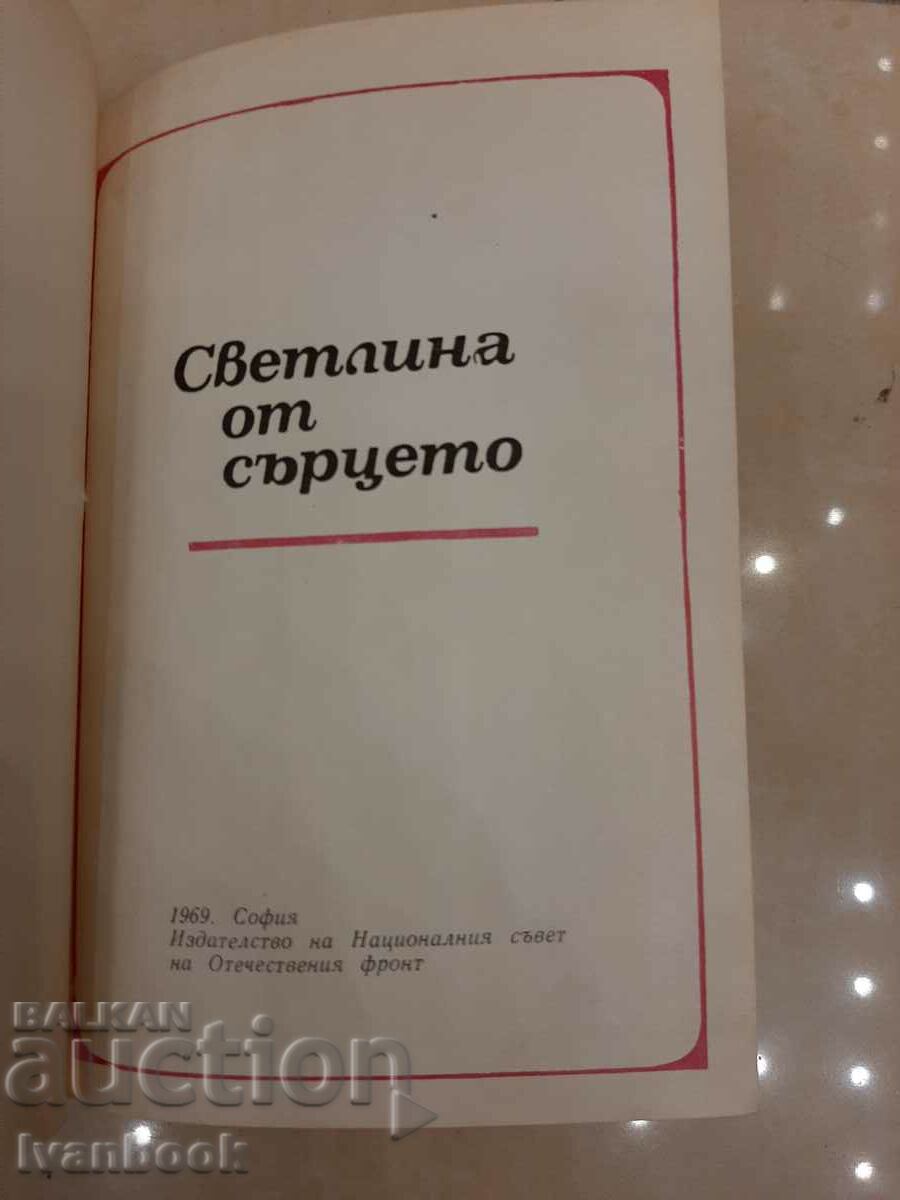 Светлина
от
сърцето
1969. София
Издателство на Националния съвет
на Отечествения фронт
BALKAN
auction
Ivanbook